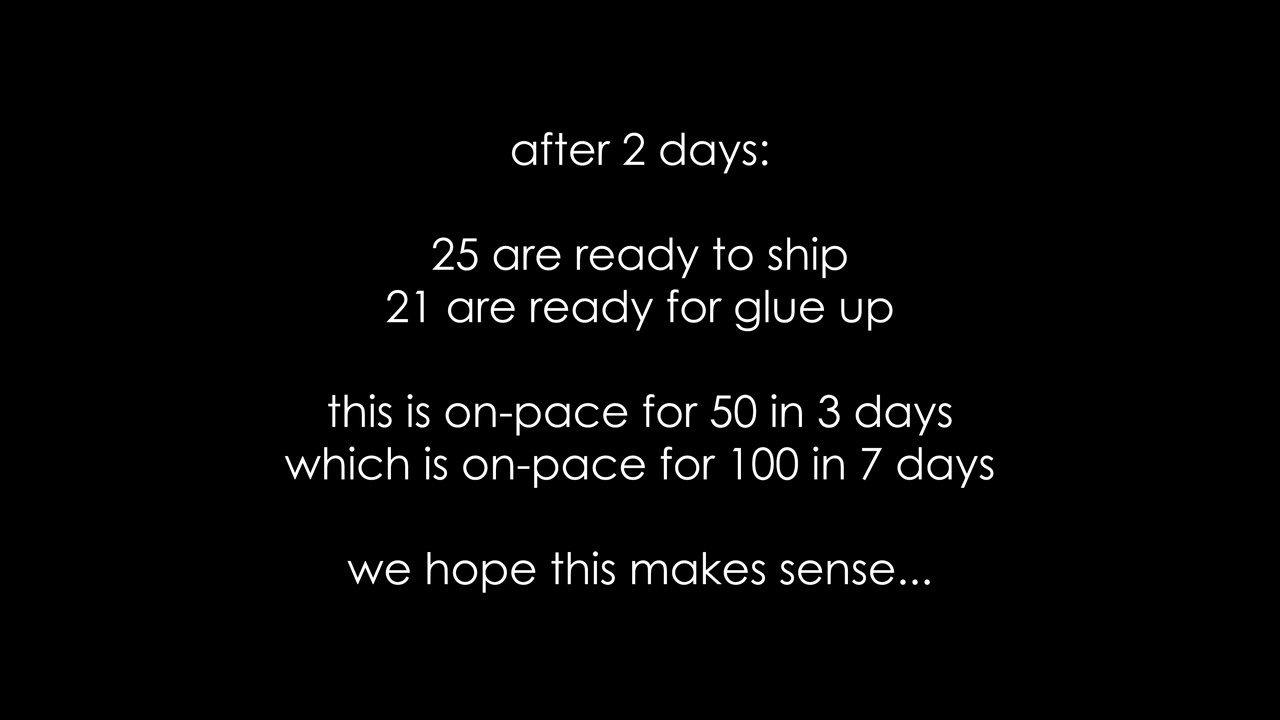 after 2 days:
25 are ready to ship
21 are ready for glue up
this is on-pace for 50 in 3 days
which is on-pace for 100 in 7 days
we hope this makes sense...